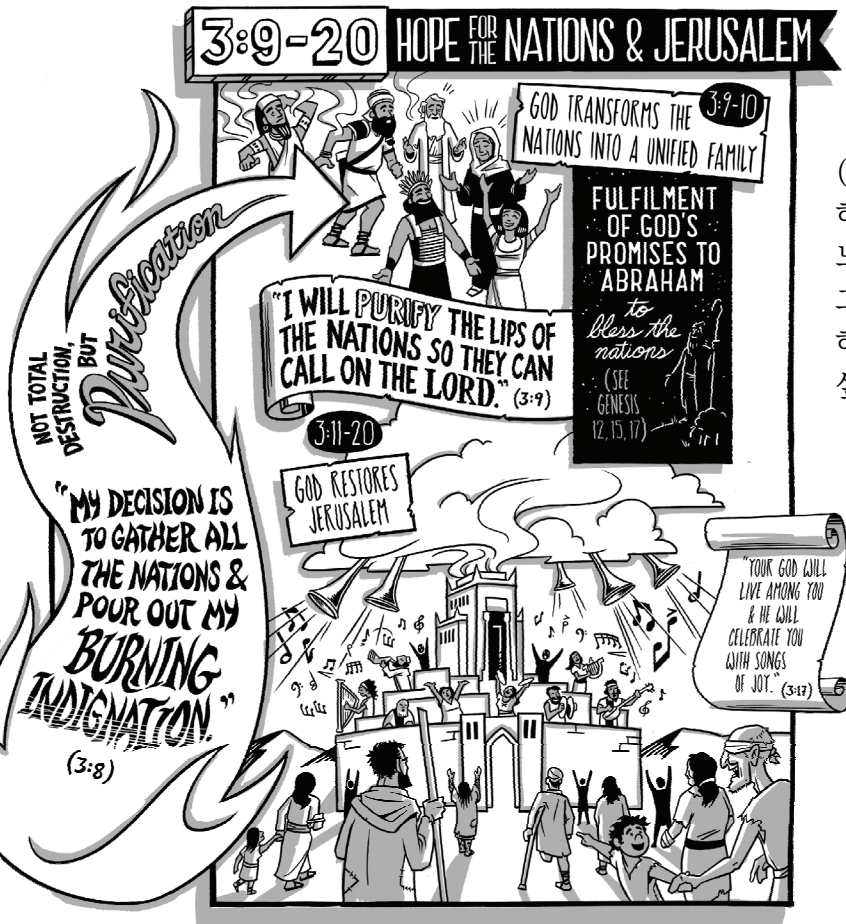 3:9-20
HOPE FOR THE NATIONS & JERUSALEM
3:9-10
GOD TRANSFORMS THE
NATIONS INTO A UNIFIED FAMILY
FULFILMENT
OF GOD'S
PROMISES TO
ABRAHAM
to
bless the
nations
(SEE
GENESIS
12, 15, 17)
"I WILL PURIFY THE LIPS OF
THE NATIONS SO THEY CAN
CALL ON THE LORD." (3:9)
NOT TOTAL
DESTRUCTION,
BUT
Purification
"MY DECISION IS
TO GATHER ALL
THE NATIONS &
POUR OUT MY
BURNING
INDIGNATION."
(3:8)
3:11-20
GOD RESTORES
JERUSALEM
"YOUR GOD WILL
LIVE AMONG YOU
& HE WILL
CELEBRATE YOU
WITH SONGS
OF JOY." (3:17)